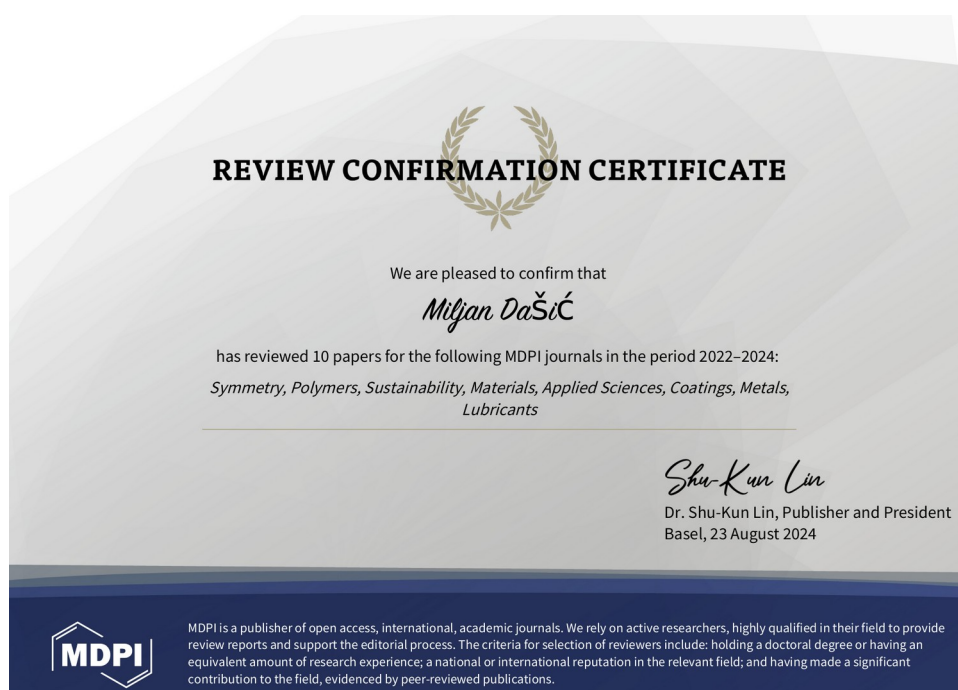 REVIEW CONFIRMATION CERTIFICATE
We are pleased to confirm that
Miljan DaŠiĆ
has reviewed 10 papers for the following MDPI journals in the period 2022–2024:
Symmetry, Polymers, Sustainability, Materials, Applied Sciences, Coatings, Metals,
Lubricants
Shu-Kun Lin
Dr. Shu-Kun Lin, Publisher and President
Basel, 23 August 2024
MDPI
MDPI is a publisher of open access, international, academic journals. We rely on active researchers, highly qualified in their field to provide
review reports and support the editorial process. The criteria for selection of reviewers include: holding a doctoral degree or having an
equivalent amount of research experience; a national or international reputation in the relevant field; and having made a significant
contribution to the field, evidenced by peer-reviewed publications.